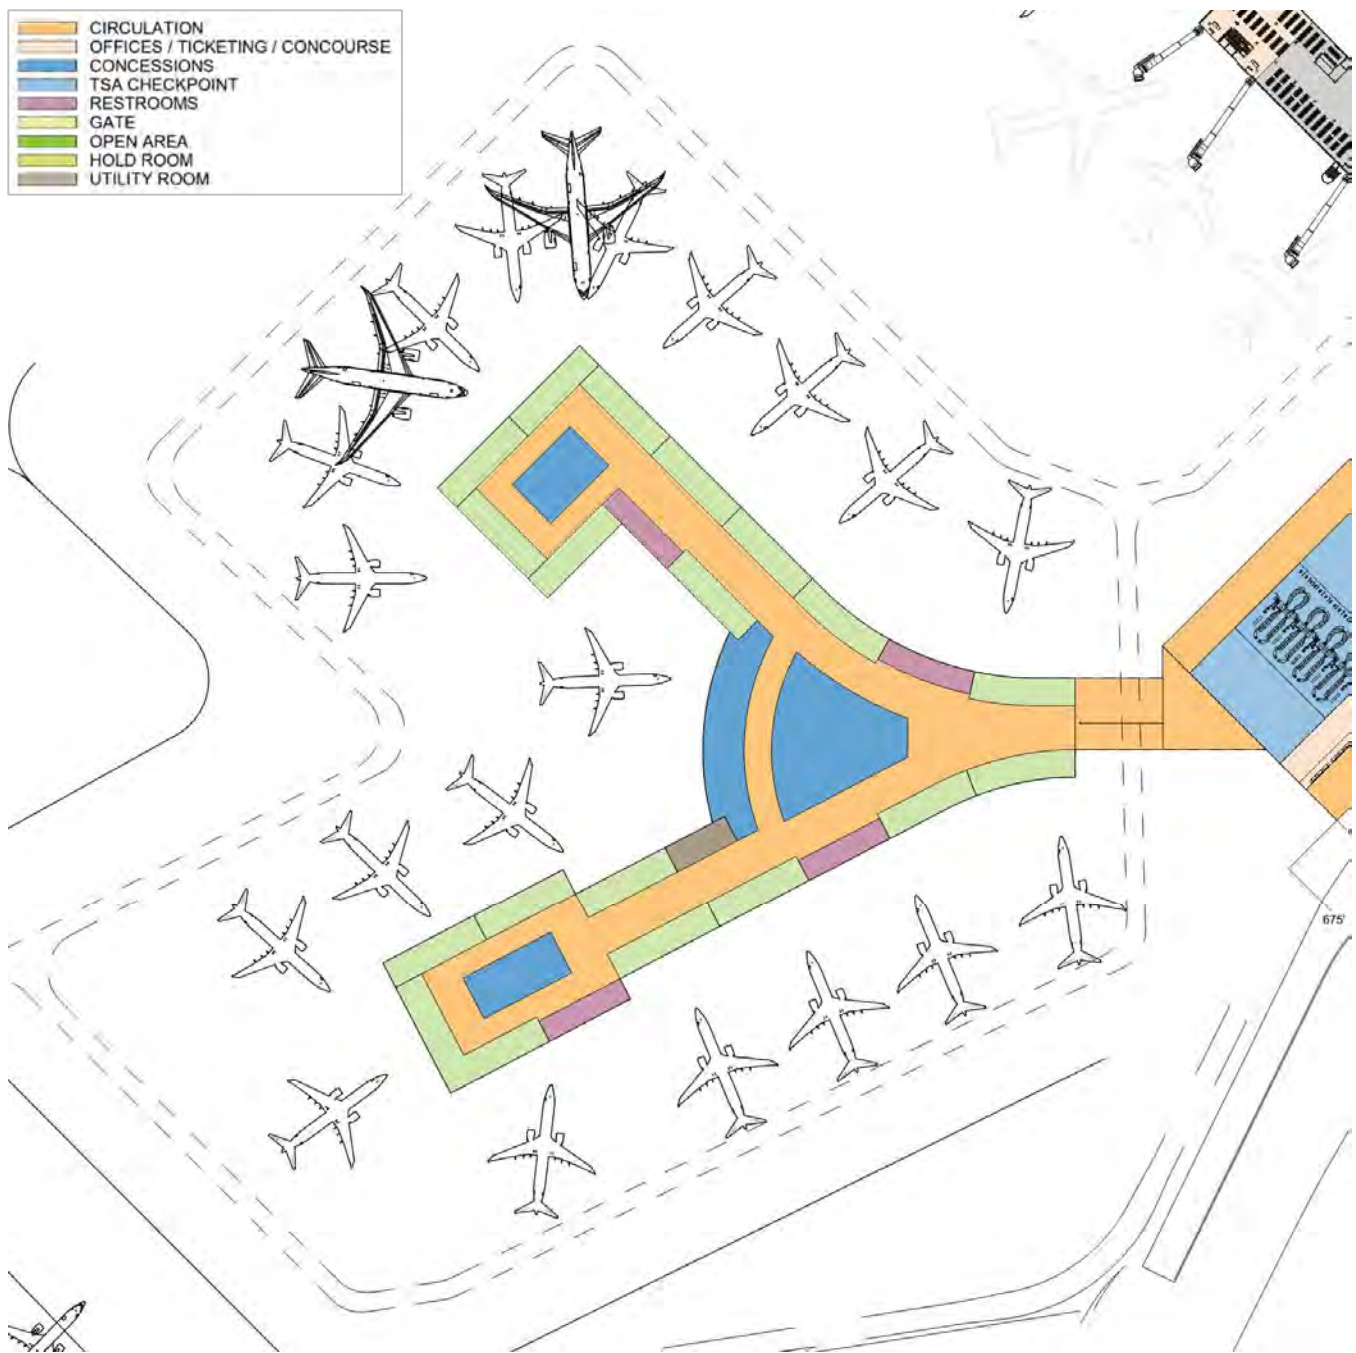 CIRCULATION
OFFICES / TICKETING / CONCOURSE
CONCESSIONS
TSA CHECKPOINT
RESTROOMS
GATE
OPEN AREA
HOLD ROOM
UTILITY ROOM
675'